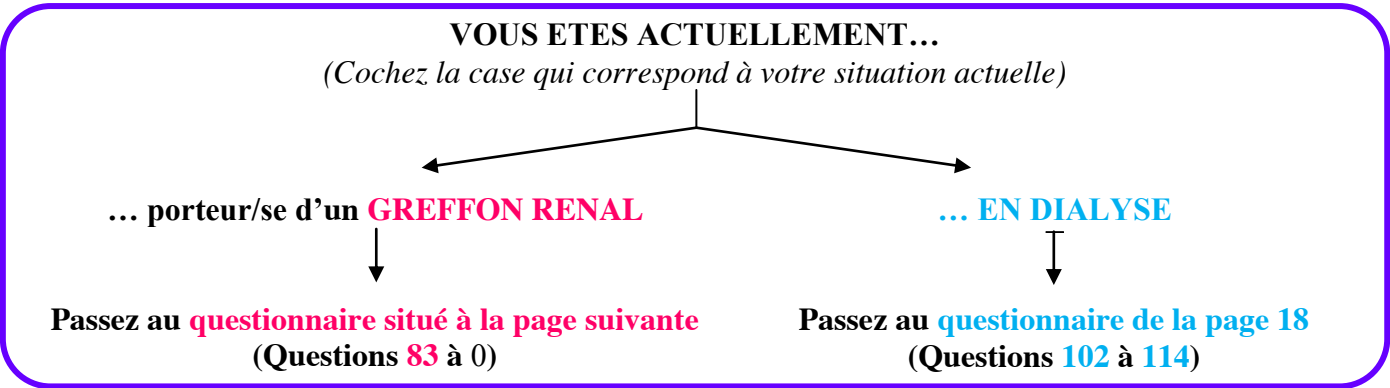 VOUS ETES ACTUELLEMENT…
(Cochez la case qui correspond à votre situation actuelle)
… porteur/se d’un GREFFON RENAL
… EN DIALYSE
Passez au questionnaire situé à la page suivante
(Questions 83 à 0)
Passez au questionnaire de la page 18
(Questions 102 à 114)